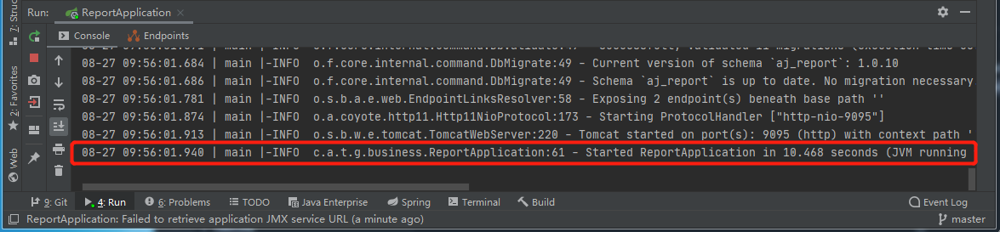 Run: ReportApplication
Console Endpoints
08-27 09:56:01.684 | main |-INFO o.f.core.internal.command.DbMigrate:49 - Current version of schema `aj_report`: 1.0.10
08-27 09:56:01.686 | main |-INFO o.f.core.internal.command.DbMigrate:49 - Schema `aj_report` is up to date. No migration necessary
08-27 09:56:01.781 | main |-INFO o.s.b.a.e.web.EndpointLinksResolver:58 - Exposing 2 endpoint(s) beneath base path ''
08-27 09:56:01.874 | main |-INFO o.a.coyote.http11.Http11NioProtocol:173 - Starting ProtocolHandler ["http-nio-9095"]
08-27 09:56:01.913 | main |-INFO o.s.b.w.e.tomcat.TomcatWebServer:220 - Tomcat started on port(s): 9095 (http) with context path '
08-27 09:56:01.940 | main |-INFO c.a.t.g.business.ReportApplication:61 - Started ReportApplication in 10.468 seconds (JVM running
7: Struc
2: Favorites
Web
9: Git 4: Run 6: Problems TODO Java Enterprise Spring Terminal Build Event Log
ReportApplication: Failed to retrieve application JMX service URL (a minute ago) master